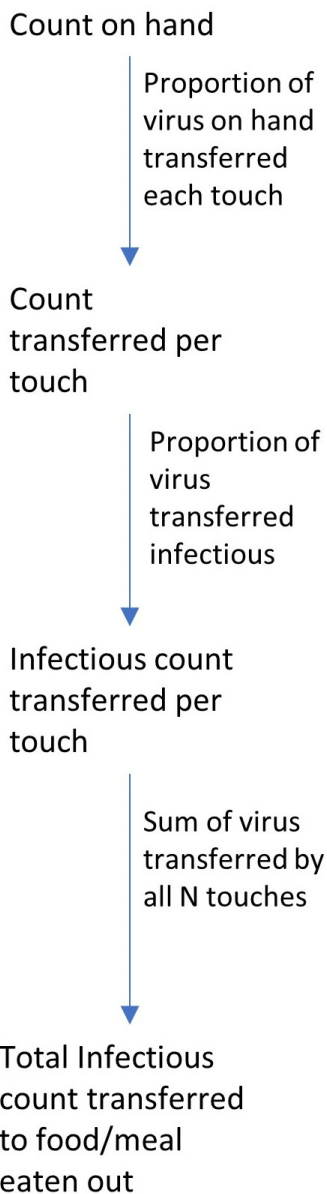 Count on hand
Proportion of
virus on hand
transferred
each touch
Count
transferred per
touch
Proportion of
virus
transferred
infectious
Infectious count
transferred per
touch
Sum of virus
transferred by
all N touches
Total Infectious
count transferred
to food/meal
eaten out